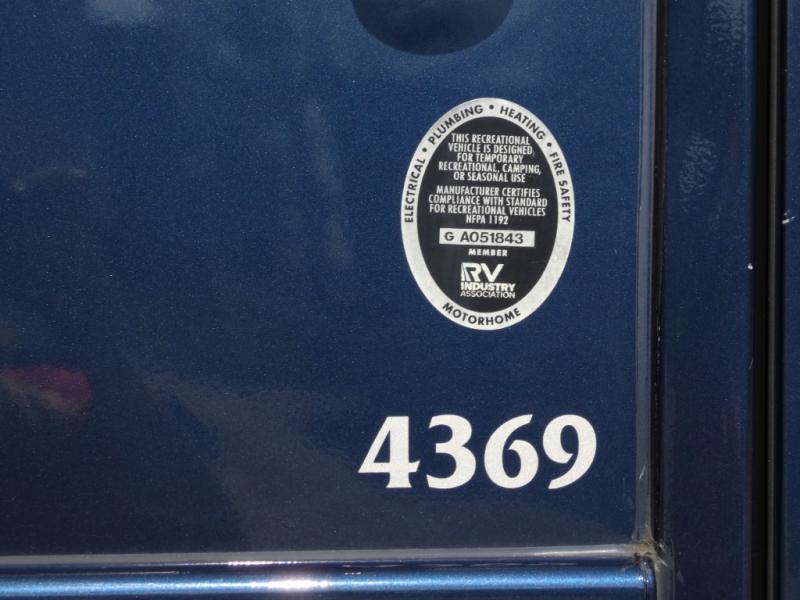 ELECTRICAL • PLUMBING • HEATING • FIRE SAFETY
THIS RECREATIONAL
VEHICLE IS DESIGNED
FOR TEMPORARY
RECREATIONAL, CAMPING,
OR SEASONAL USE
MANUFACTURER CERTIFIES
COMPLIANCE WITH STANDARD
FOR RECREATIONAL VEHICLES
NFPA 1192
G A051843
MEMBER
RV
INDUSTRY
ASSOCIATION
MOTORHOME
4369